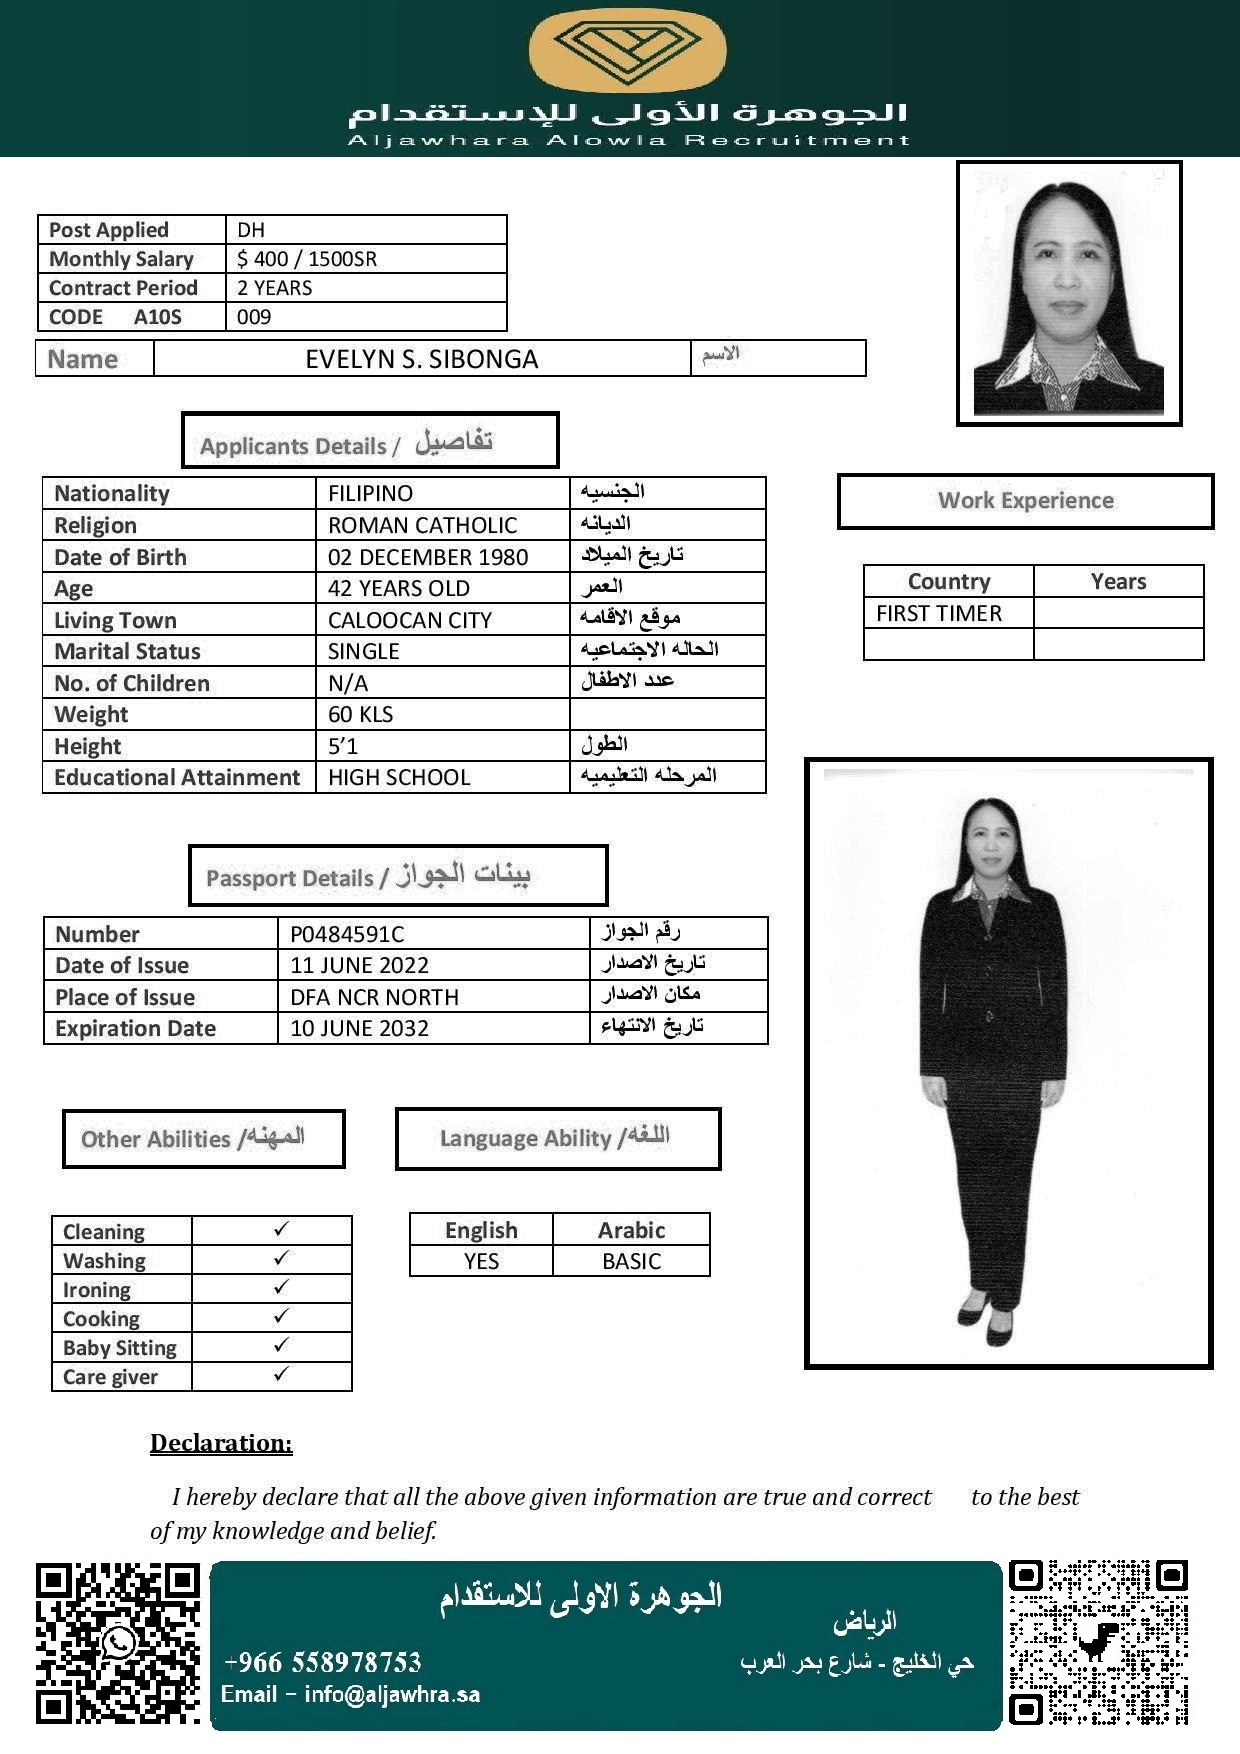 الجوهرة الأولى للإستقدام
Aljawhara Alowla Recruitment
Post Applied DH
Monthly Salary $ 400 / 1500SR
Contract Period 2 YEARS
CODE A10S 009
Name EVELYN S. SIBONGA الاسم
Applicants Details / تفاصيل
Nationality FILIPINO الجنسيه
Religion ROMAN CATHOLIC الديانه
Date of Birth 02 DECEMBER 1980 تاريخ الميلاد
Age 42 YEARS OLD العمر
Living Town CALOOCAN CITY موقع الاقامه
Marital Status SINGLE الحاله الاجتماعيه
No. of Children N/A عدد الاطفال
Weight 60 KLS
Height 5’1 الطول
Educational Attainment HIGH SCHOOL المرحله التعليميه
Work Experience
Country Years
FIRST TIMER
Passport Details / بينات الجواز
Number P0484591C رقم الجواز
Date of Issue 11 JUNE 2022 تاريخ الاصدار
Place of Issue DFA NCR NORTH مكان الاصدار
Expiration Date 10 JUNE 2032 تاريخ الانتهاء
Other Abilities /المهنه
Cleaning ✓
Washing ✓
Ironing ✓
Cooking ✓
Baby Sitting ✓
Care giver ✓
Language Ability /اللغه
English Arabic
YES BASIC
Declaration:
I hereby declare that all the above given information are true and correct to the best
of my knowledge and belief.
الجوهرة الاولى للاستقدام
الرياض
حي الخليج - شارع بحر العرب
+966 558978753
Email – info@aljawhra.sa